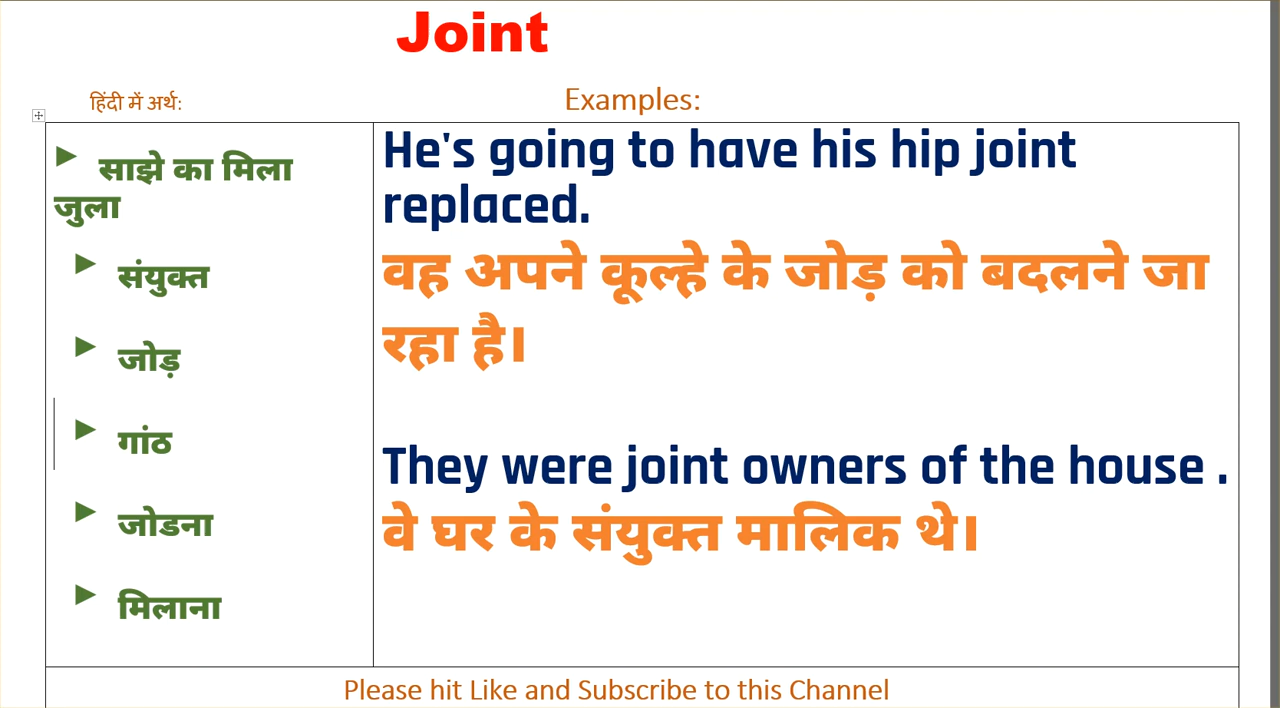 Joint
हिंदी में अर्थ:
Examples:
साझे का मिला
जुला
संयुक्त
जोड़
गांठ
जोडना
मिलाना
He's going to have his hip joint
replaced.
वह अपने कूल्हे के जोड़ को बदलने जा
रहा है।
They were joint owners of the house .
वे घर के संयुक्त मालिक थे।
Please hit Like and Subscribe to this Channel